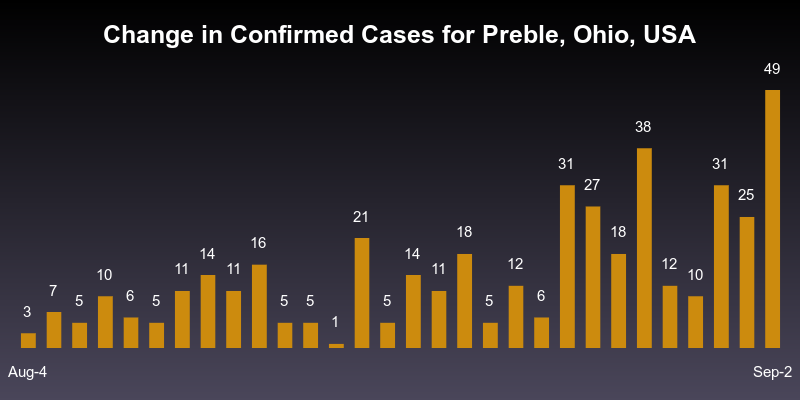 Change in Confirmed Cases for Preble, Ohio, USA
3 7 5 10 6 5 11 14 11 16 5 5 1 21 5 14 11 18 5 12 6 31 27 18 38 12 10 31 25 49
Aug-4 Sep-2